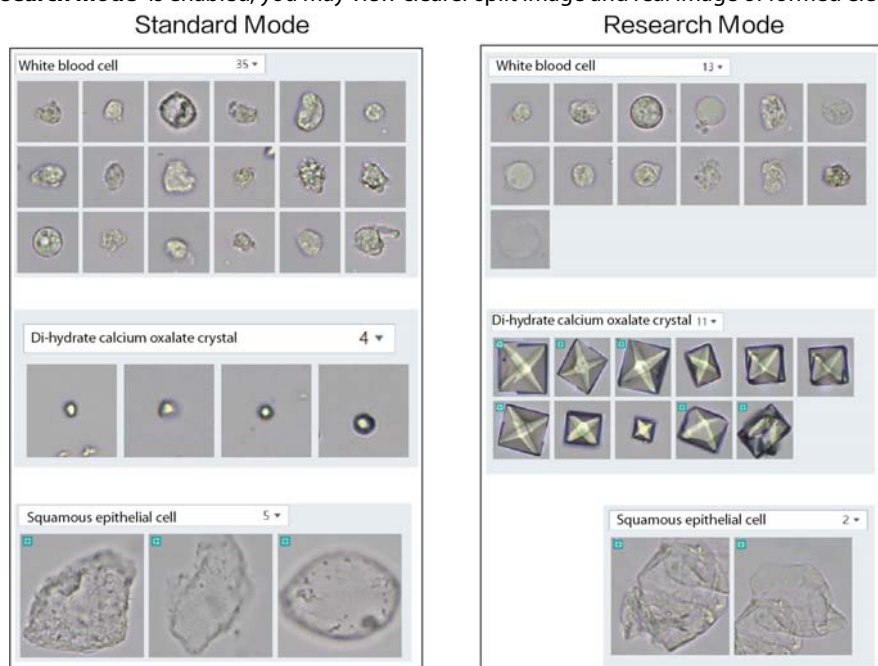 Standard Mode
Research Mode
White blood cell 35
White blood cell 13
Di-hydrate calcium oxalate crystal 4
Di-hydrate calcium oxalate crystal 11
Squamous epithelial cell 5
Squamous epithelial cell 2